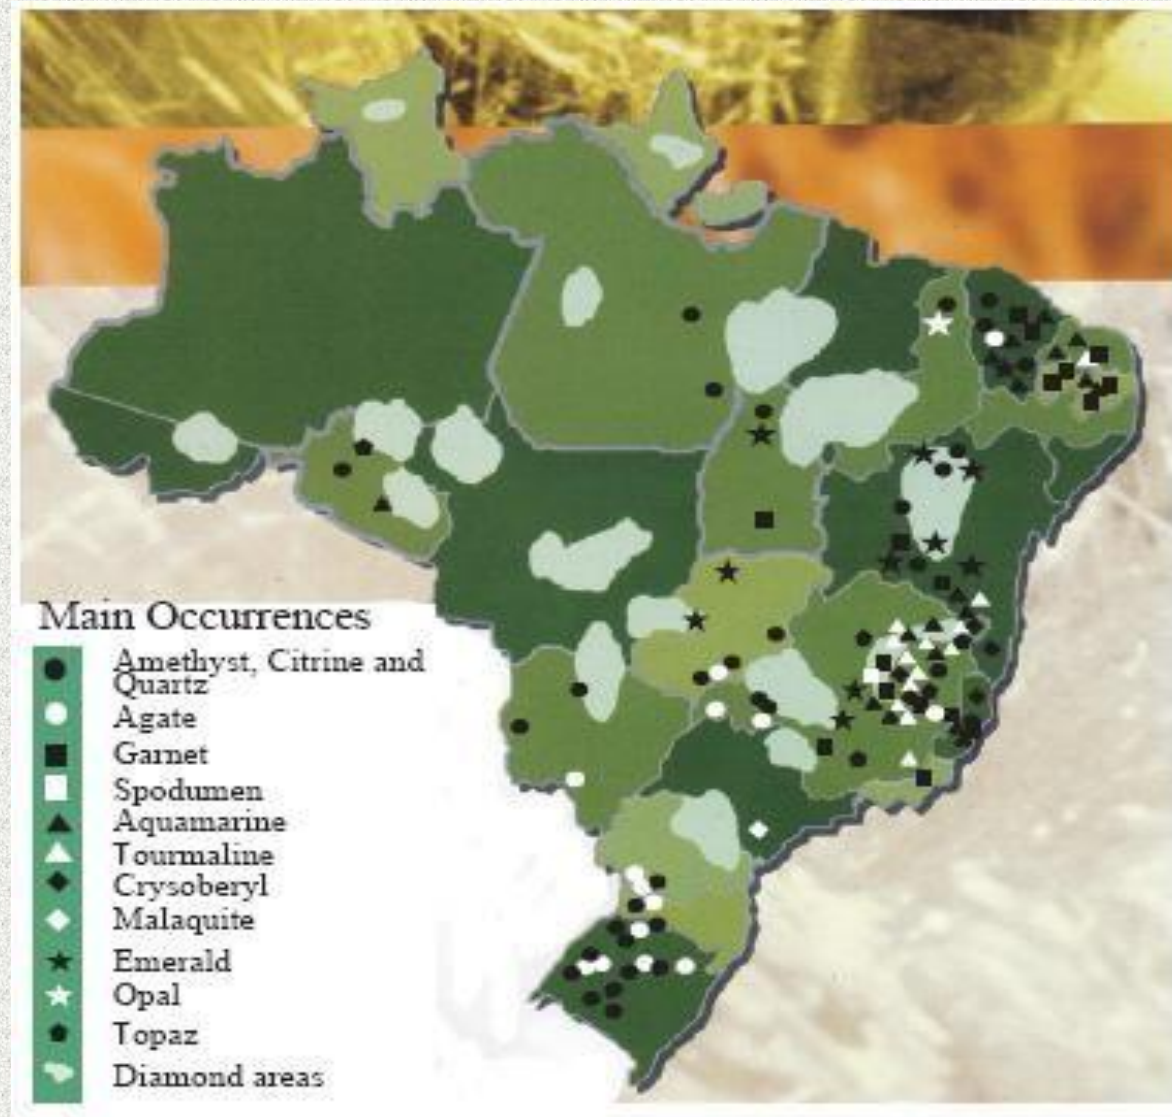 Main Occurrences
Amethyst, Citrine and
Quartz
Agate
Garnet
Spodumen
Aquamarine
Tourmaline
Crysoberyl
Malaquite
Emerald
Opal
Topaz
Diamond areas